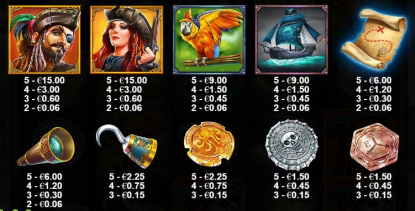 5 - €15.00
4 - €3.00
3 - €0.60
2 - €0.06
5 - €15.00
4 - €3.00
3 - €0.60
2 - €0.06
5 - €9.00
4 - €1.50
3 - €0.45
2 - €0.06
5 - €9.00
4 - €1.50
3 - €0.45
2 - €0.06
5 - €6.00
4 - €1.20
3 - €0.30
2 - €0.06
5 - €6.00
4 - €1.20
3 - €0.30
2 - €0.06
5 - €2.25
4 - €0.75
3 - €0.15
5 - €2.25
4 - €0.75
3 - €0.15
5 - €1.50
4 - €0.45
3 - €0.15
5 - €1.50
4 - €0.45
3 - €0.15